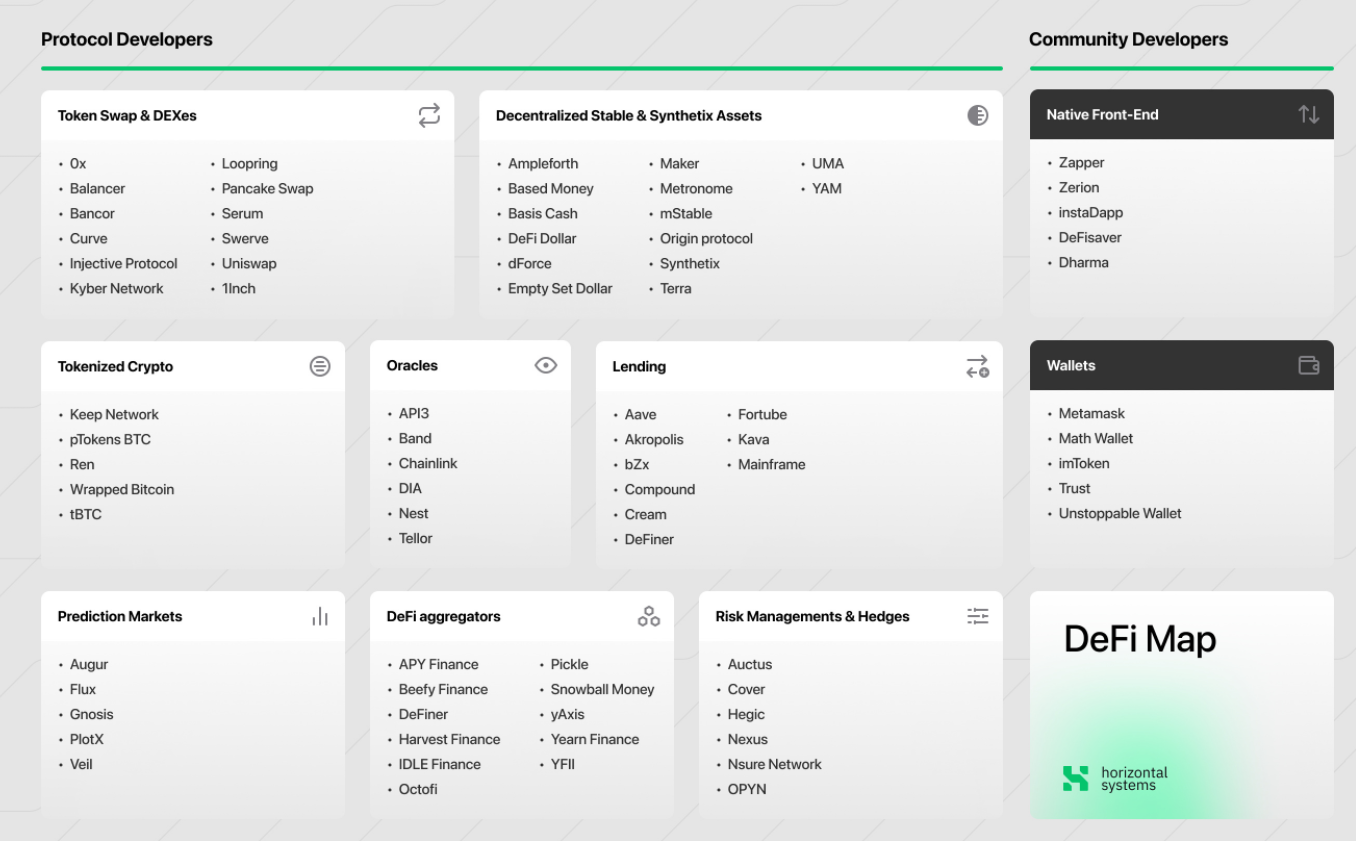 Protocol Developers
Token Swap & DEXes
• 0x
• Balancer
• Bancor
• Curve
• Injective Protocol
• Kyber Network
• Loopring
• Pancake Swap
• Serum
• Swerve
• Uniswap
• 1Inch
Decentralized Stable & Synthetix Assets
• Ampleforth
• Based Money
• Basis Cash
• DeFi Dollar
• dForce
• Empty Set Dollar
• Maker
• Metronome
• mStable
• Origin protocol
• Synthetix
• Terra
• UMA
• YAM
Tokenized Crypto
• Keep Network
• pTokens BTC
• Ren
• Wrapped Bitcoin
• tBTC
Oracles
• API3
• Band
• Chainlink
• DIA
• Nest
• Tellor
Lending
• Aave
• Akropolis
• bZx
• Compound
• Cream
• DeFiner
• Fortube
• Kava
• Mainframe
Prediction Markets
• Augur
• Flux
• Gnosis
• PlotX
• Veil
DeFi aggregators
• APY Finance
• Beefy Finance
• DeFiner
• Harvest Finance
• IDLE Finance
• Octofi
• Pickle
• Snowball Money
• yAxis
• Yearn Finance
• YFII
Risk Managements & Hedges
• Auctus
• Cover
• Hegic
• Nexus
• Nsure Network
• OPYN
Community Developers
Native Front-End
• Zapper
• Zerion
• instaDapp
• DeFisaver
• Dharma
Wallets
• Metamask
• Math Wallet
• imToken
• Trust
• Unstoppable Wallet
DeFi Map
horizontal
systems